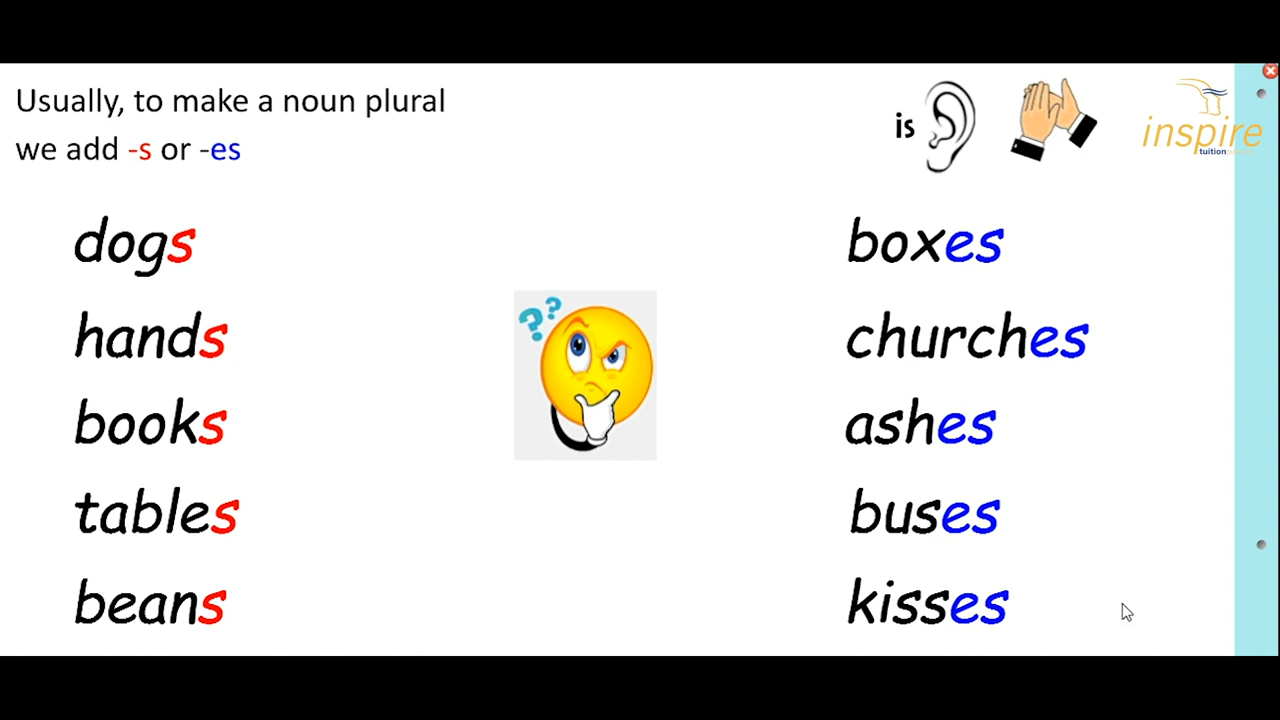 Usually, to make a noun plural
we add -s or -es
is
inspire
tuition
dogs
boxes
hands
churches
books
ashes
tables
buses
beans
kisses